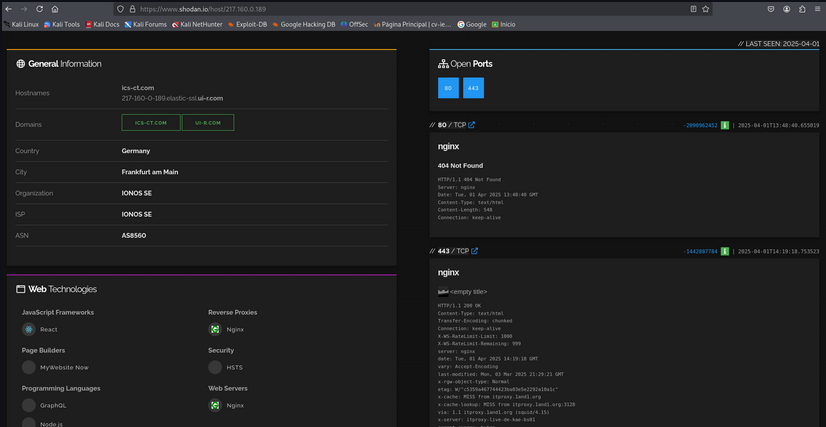 https://www.shodan.io/host/217.160.0.189
Kali Linux Kali Tools Kali Docs Kali Forums Kali NetHunter Exploit-DB Google Hacking DB OffSec Página Principal | cv-ie... Google Inicio
// LAST SEEN: 2025-04-01
General Information
Hostnames
ics-ct.com
217-160-0-189.elastic-ssl.ui-r.com
Domains
ICS-CT.COM UI-R.COM
Country Germany
City Frankfurt am Main
Organization IONOS SE
ISP IONOS SE
ASN AS8560
Web Technologies
JavaScript Frameworks
React
Page Builders
MyWebsite Now
Programming Languages
GraphQL
Node.js
Reverse Proxies
Nginx
Security
HSTS
Web Servers
Nginx
Open Ports
80 443
// 80 / TCP
-2090962452 | 2025-04-01T13:48:40.655019
nginx
404 Not Found
HTTP/1.1 404 Not Found
Server: nginx
Date: Tue, 01 Apr 2025 13:48:40 GMT
Content-Type: text/html
Content-Length: 548
Connection: keep-alive
// 443 / TCP
-1442887784 | 2025-04-01T14:19:18.753523
nginx
<empty title>
HTTP/1.1 200 OK
Content-Type: text/html
Transfer-Encoding: chunked
Connection: keep-alive
X-WS-RateLimit-Limit: 1000
X-WS-RateLimit-Remaining: 999
server: nginx
date: Tue, 01 Apr 2025 14:19:18 GMT
vary: Accept-Encoding
last-modified: Mon, 03 Mar 2025 21:29:21 GMT
x-rgw-object-type: Normal
etag: W/"c5359a467744423ba83e5e2292a10a1c"
x-cache: MISS from itproxy.land1.org
x-cache-lookup: MISS from itproxy.land1.org:3128
via: 1.1 itproxy.land1.org (squid/4.15)
x-server: itproxy-live-de-kae-bs01